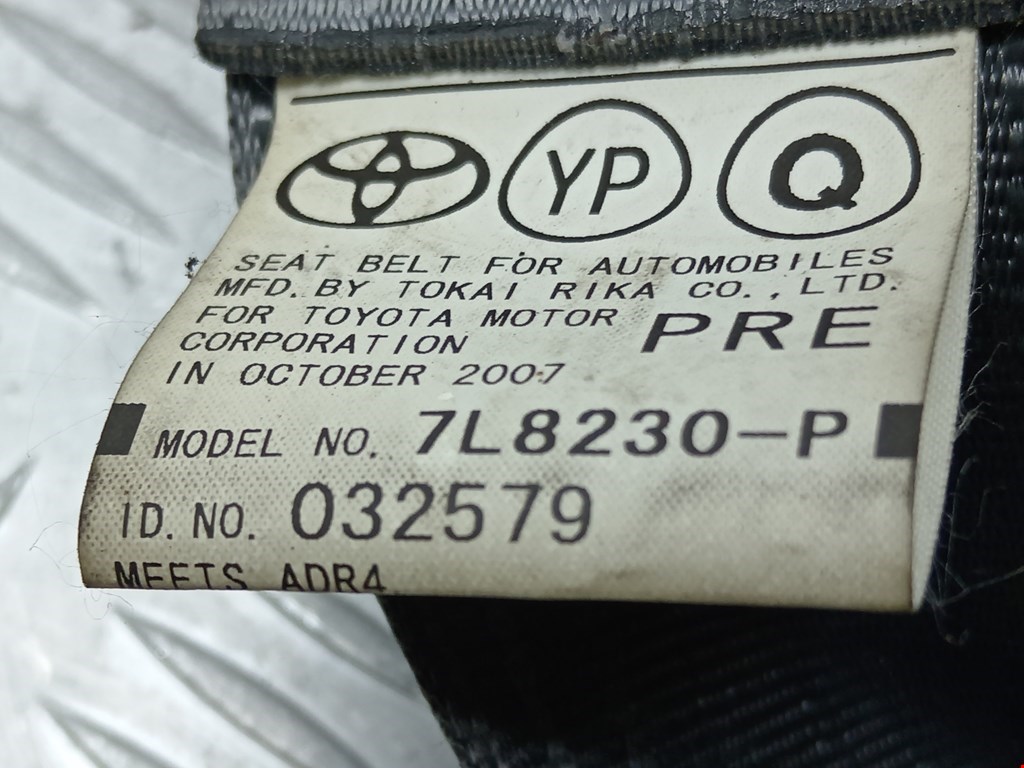 YP Q
SEAT BELT FOR AUTOMOBILES
MFD. BY TOKAI RIKA CO., LTD.
FOR TOYOTA MOTOR PRE
CORPORATION
IN OCTOBER 2007
MODEL NO. 7L8230-P
ID. NO. 032579
MEETS ADR4